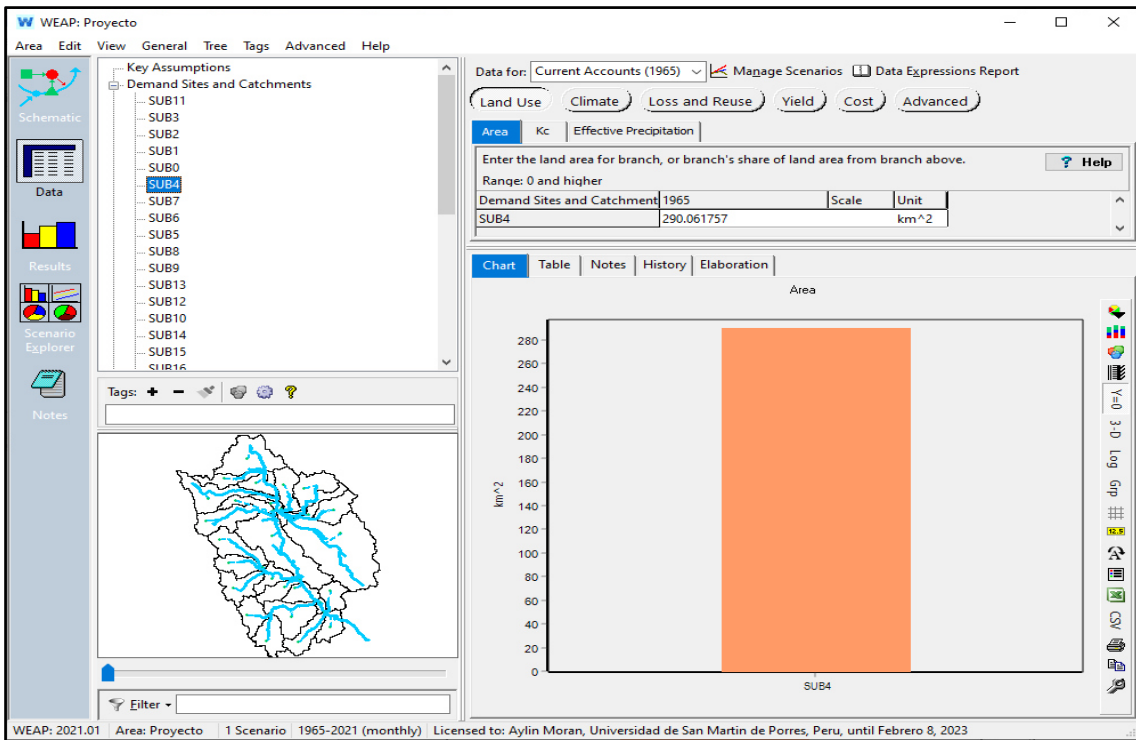 WEAP: Proyecto
Area Edit View General Tree Tags Advanced Help
Schematic
Data
Results
Scenario
Explorer
Notes
Key Assumptions
Demand Sites and Catchments
SUB11
SUB3
SUB2
SUB1
SUB0
SUB4
SUB7
SUB6
SUB5
SUB8
SUB9
SUB13
SUB12
SUB10
SUB14
SUB15
SUB16
Tags:
Filter
Data for: Current Accounts (1965) Manage Scenarios Data Expressions Report
Land Use Climate Loss and Reuse Yield Cost Advanced
Area Kc Effective Precipitation
Enter the land area for branch, or branch's share of land area from branch above.
? Help
Range: 0 and higher
Demand Sites and Catchment 1965 Scale Unit
SUB4 290.061757 km^2
Chart Table Notes History Elaboration
Area
280
260
240
220
200
180
160
140
120
100
80
60
40
20
0
km^2
SUB4
Y=0
3-D
Log
Grp
12.5
CSV
WEAP: 2021.01 Area: Proyecto 1 Scenario 1965-2021 (monthly) Licensed to: Aylin Moran, Universidad de San Martin de Porres, Peru, until Febrero 8, 2023